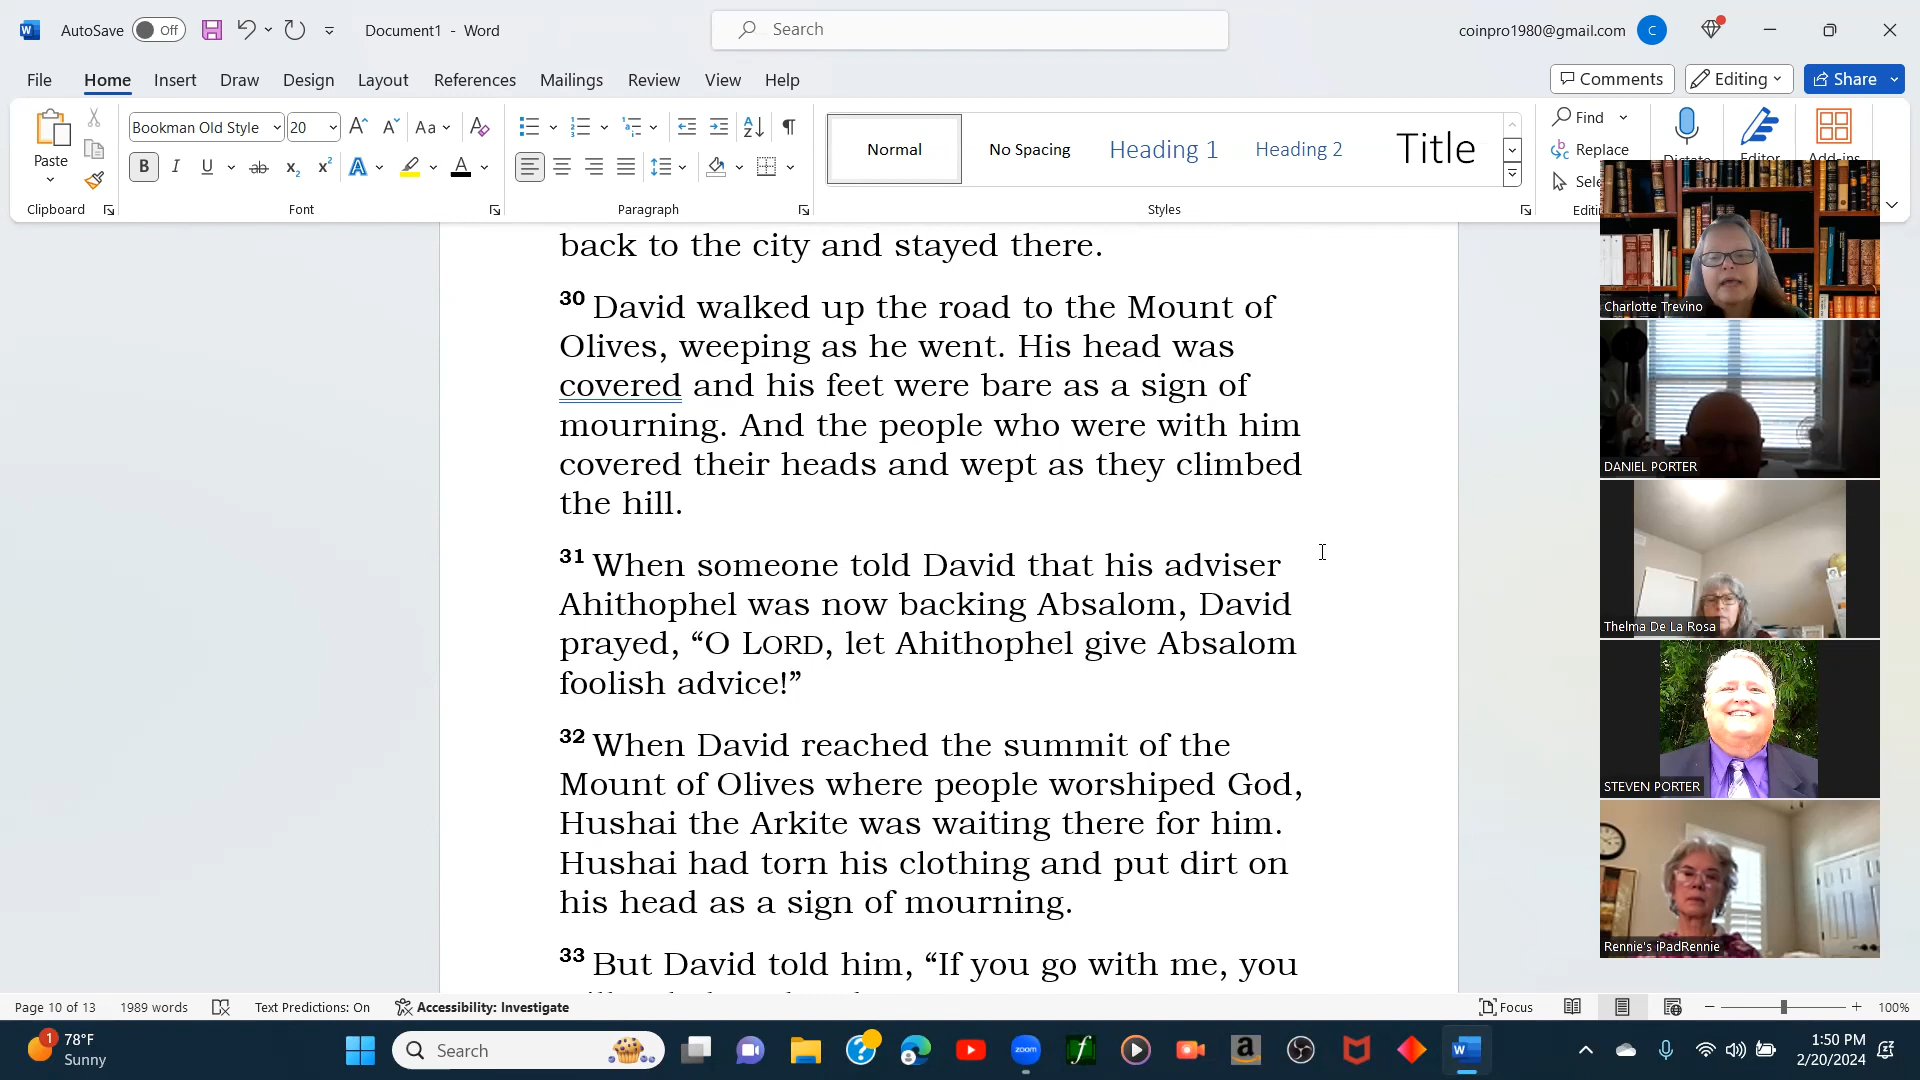 AutoSave Off Document1 - Word Search coinpro1980@gmail.com C
File Home Insert Draw Design Layout References Mailings Review View Help Comments Editing Share
Paste Bookman Old Style 20 Aa Normal No Spacing Heading 1 Heading 2 Title Find
Replace
Clipboard Font Paragraph Styles
back to the city and stayed there.
30 David walked up the road to the Mount of
Olives, weeping as he went. His head was
covered and his feet were bare as a sign of
mourning. And the people who were with him
covered their heads and wept as they climbed
the hill.
31 When someone told David that his adviser
Ahithophel was now backing Absalom, David
prayed, “O LORD, let Ahithophel give Absalom
foolish advice!”
32 When David reached the summit of the
Mount of Olives where people worshiped God,
Hushai the Arkite was waiting there for him.
Hushai had torn his clothing and put dirt on
his head as a sign of mourning.
33 But David told him, “If you go with me, you
Charlotte Trevino
DANIEL PORTER
Thelma De La Rosa
STEVEN PORTER
Rennie's iPadRennie
Page 10 of 13 1989 words Text Predictions: On Accessibility: Investigate Focus 100%
1 78°F
Sunny
Search
zoom
1:50 PM
2/20/2024